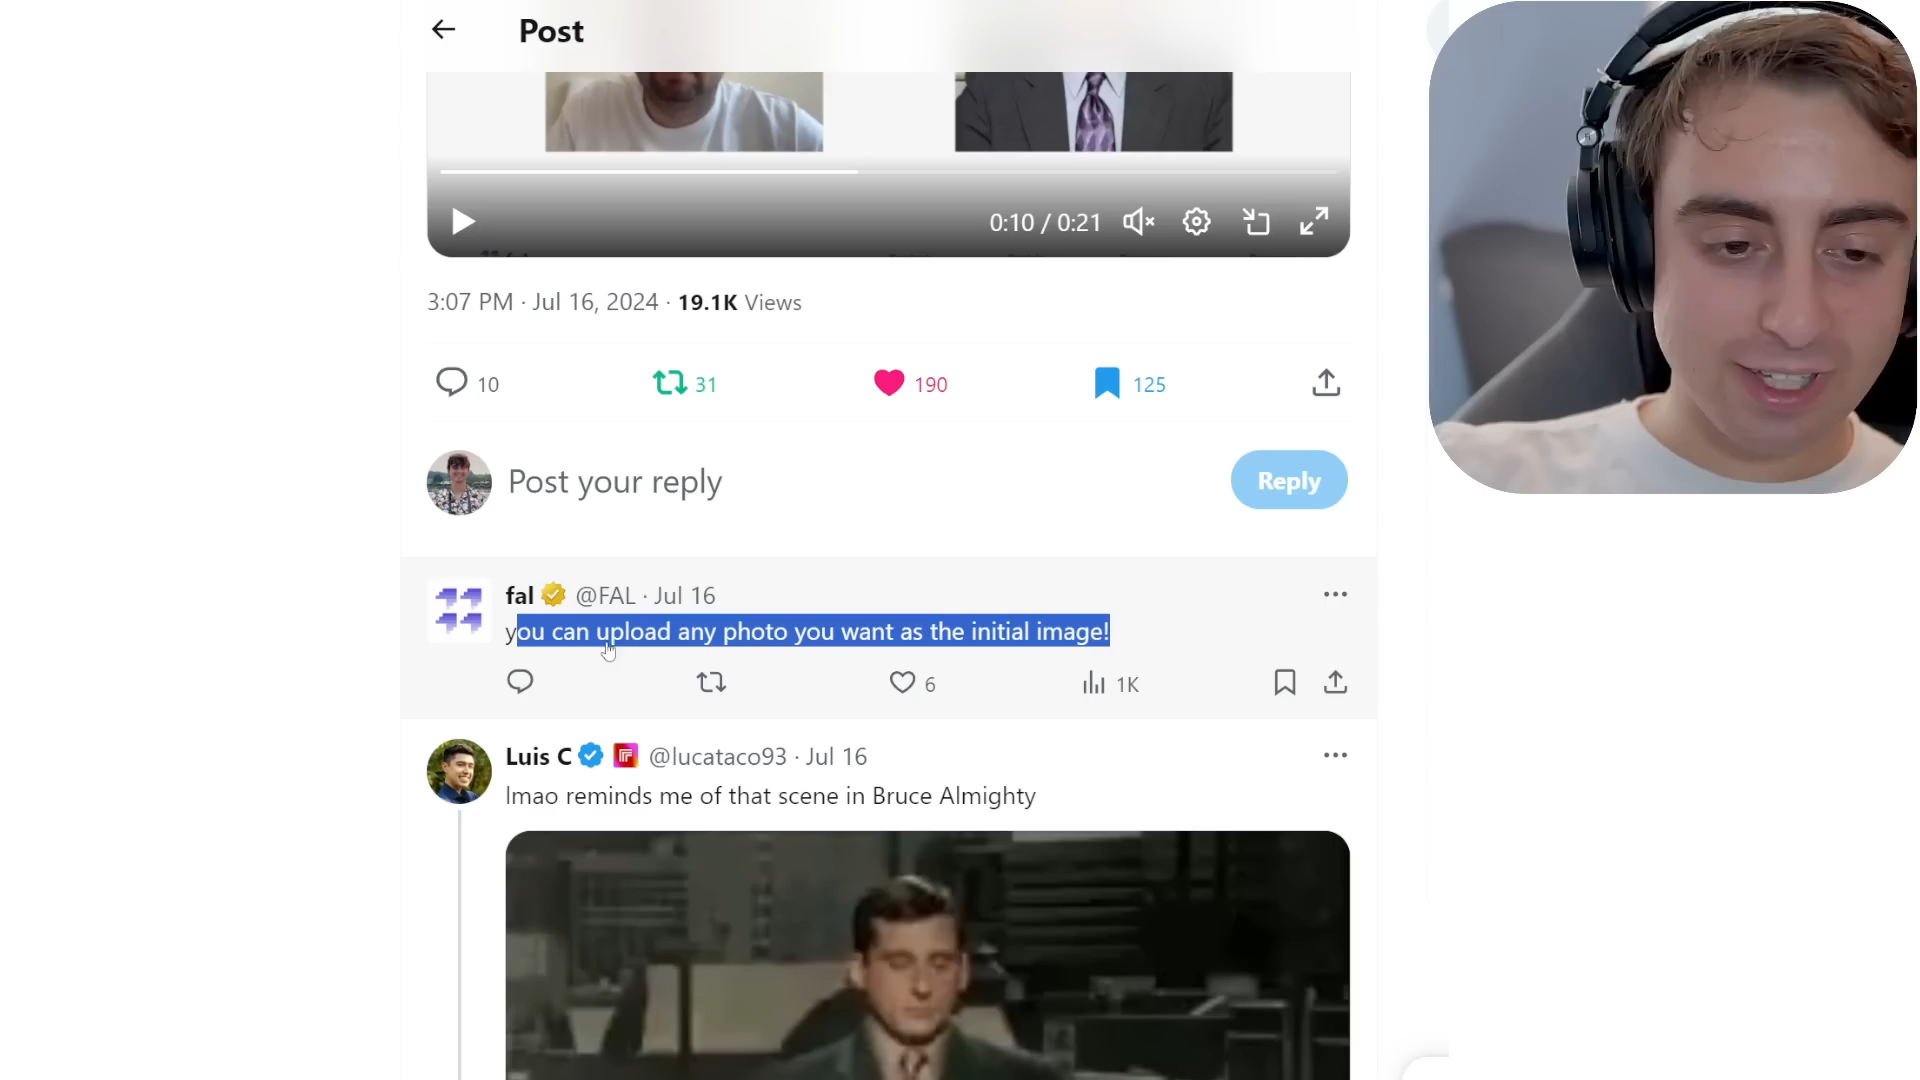 Post
0:10 / 0:21
3:07 PM · Jul 16, 2024 · 19.1K Views
10 31 190 125
Post your reply
Reply
fal @FAL · Jul 16
you can upload any photo you want as the initial image!
6 1K
Luis C @lucataco93 · Jul 16
lmao reminds me of that scene in Bruce Almighty